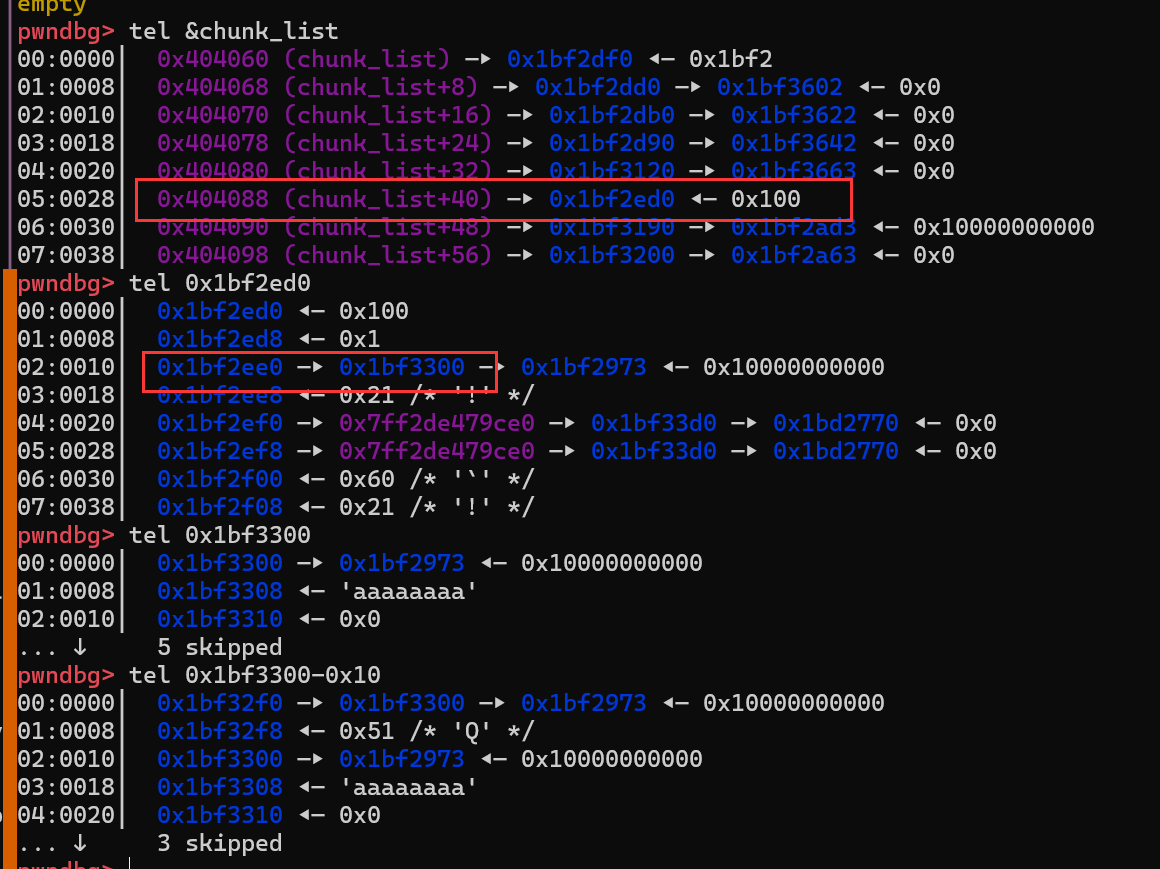 empty
pwndbg> tel &chunk_list
00:0000│ 0x404060 (chunk_list) —▸ 0x1bf2df0 ◂— 0x1bf2
01:0008│ 0x404068 (chunk_list+8) —▸ 0x1bf2dd0 —▸ 0x1bf3602 ◂— 0x0
02:0010│ 0x404070 (chunk_list+16) —▸ 0x1bf2db0 —▸ 0x1bf3622 ◂— 0x0
03:0018│ 0x404078 (chunk_list+24) —▸ 0x1bf2d90 —▸ 0x1bf3642 ◂— 0x0
04:0020│ 0x404080 (chunk_list+32) —▸ 0x1bf3120 —▸ 0x1bf3663 ◂— 0x0
05:0028│ 0x404088 (chunk_list+40) —▸ 0x1bf2ed0 ◂— 0x100
06:0030│ 0x404090 (chunk_list+48) —▸ 0x1bf3190 —▸ 0x1bf2ad3 ◂— 0x10000000000
07:0038│ 0x404098 (chunk_list+56) —▸ 0x1bf3200 —▸ 0x1bf2a63 ◂— 0x0
pwndbg> tel 0x1bf2ed0
00:0000│ 0x1bf2ed0 ◂— 0x100
01:0008│ 0x1bf2ed8 ◂— 0x1
02:0010│ 0x1bf2ee0 —▸ 0x1bf3300 —▸ 0x1bf2973 ◂— 0x10000000000
03:0018│ 0x1bf2ee8 ◂— 0x21 /* '!' */
04:0020│ 0x1bf2ef0 —▸ 0x7ff2de479ce0 —▸ 0x1bf33d0 —▸ 0x1bd2770 ◂— 0x0
05:0028│ 0x1bf2ef8 —▸ 0x7ff2de479ce0 —▸ 0x1bf33d0 —▸ 0x1bd2770 ◂— 0x0
06:0030│ 0x1bf2f00 ◂— 0x60 /* '`' */
07:0038│ 0x1bf2f08 ◂— 0x21 /* '!' */
pwndbg> tel 0x1bf3300
00:0000│ 0x1bf3300 —▸ 0x1bf2973 ◂— 0x10000000000
01:0008│ 0x1bf3308 ◂— 'aaaaaaaa'
02:0010│ 0x1bf3310 ◂— 0x0
... ↓ 5 skipped
pwndbg> tel 0x1bf3300-0x10
00:0000│ 0x1bf32f0 —▸ 0x1bf3300 —▸ 0x1bf2973 ◂— 0x10000000000
01:0008│ 0x1bf32f8 ◂— 0x51 /* 'Q' */
02:0010│ 0x1bf3300 —▸ 0x1bf2973 ◂— 0x10000000000
03:0018│ 0x1bf3308 ◂— 'aaaaaaaa'
04:0020│ 0x1bf3310 ◂— 0x0
... ↓ 3 skipped
pwndbg>